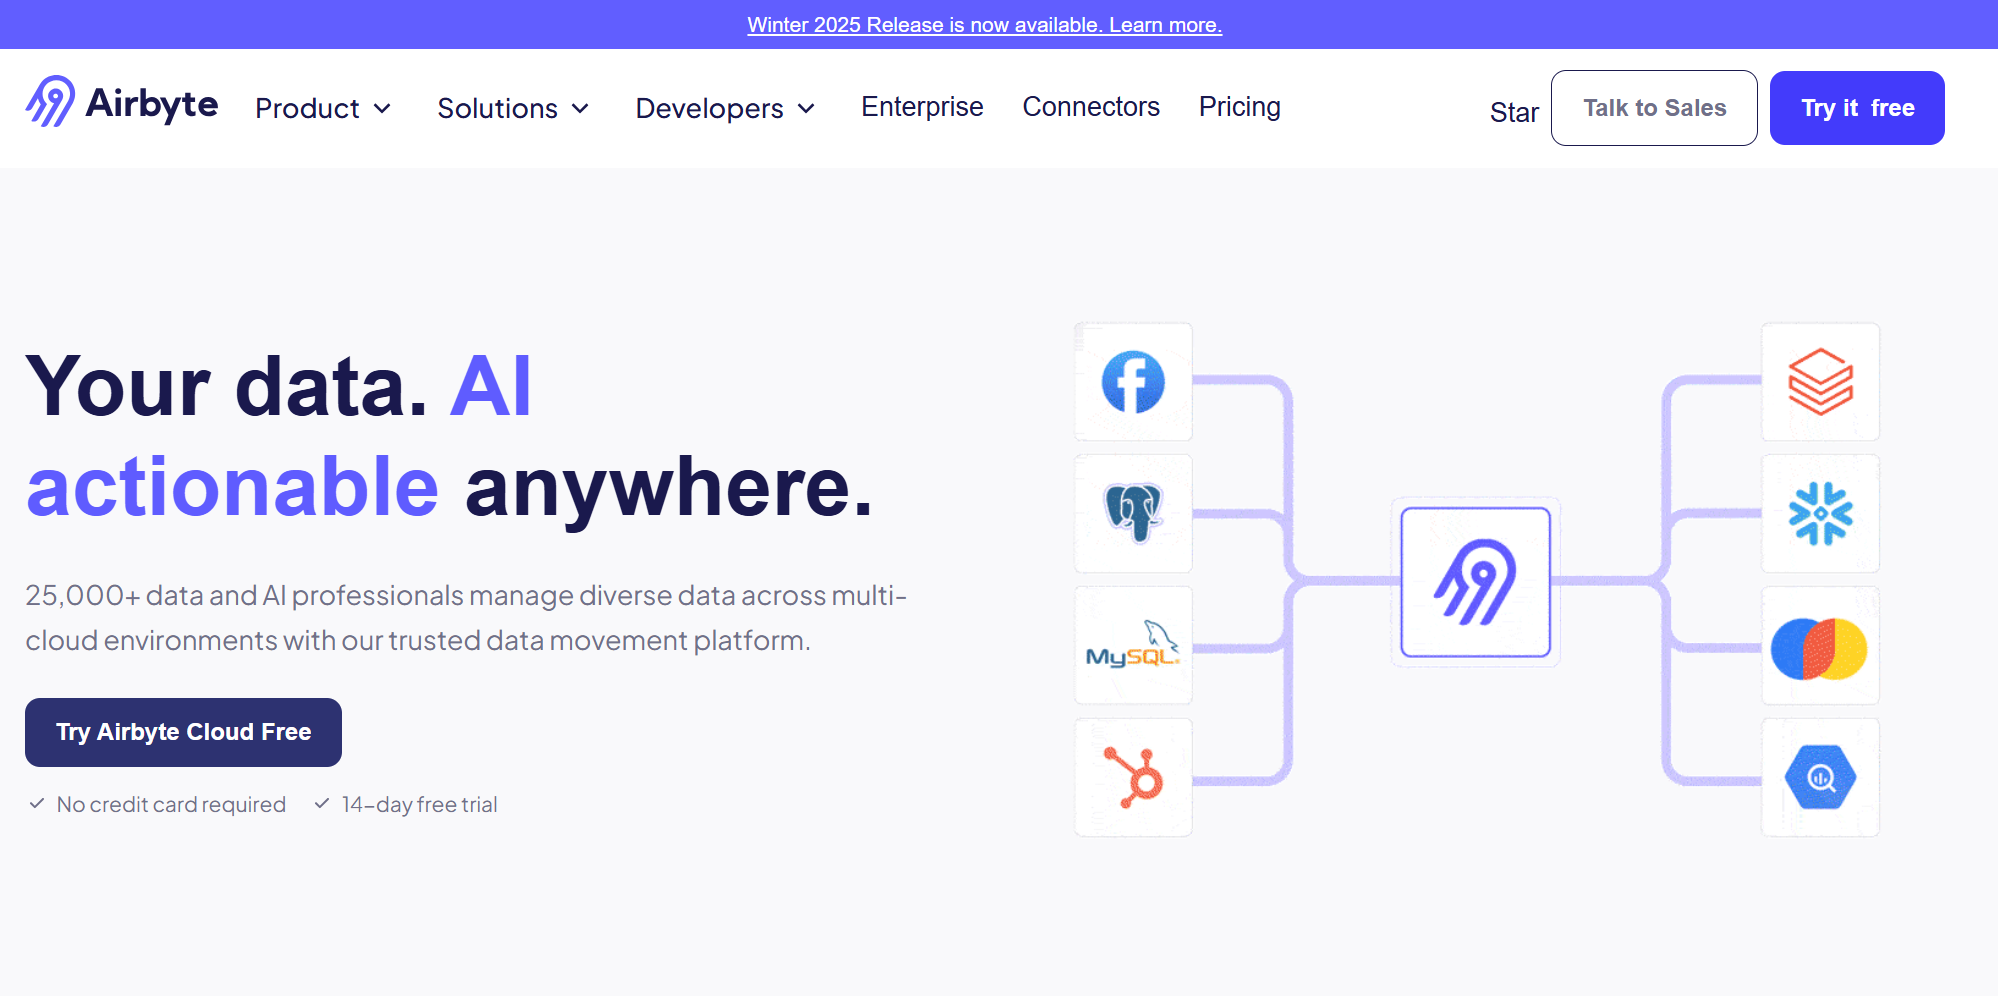 Winter 2025 Release is now available. Learn more.
Airbyte
Product
Solutions
Developers
Enterprise
Connectors
Pricing
Star
Talk to Sales
Try it free
Your data. AI
actionable anywhere.
25,000+ data and AI professionals manage diverse data across multi-
cloud environments with our trusted data movement platform.
Try Airbyte Cloud Free
No credit card required
14-day free trial
MySQL